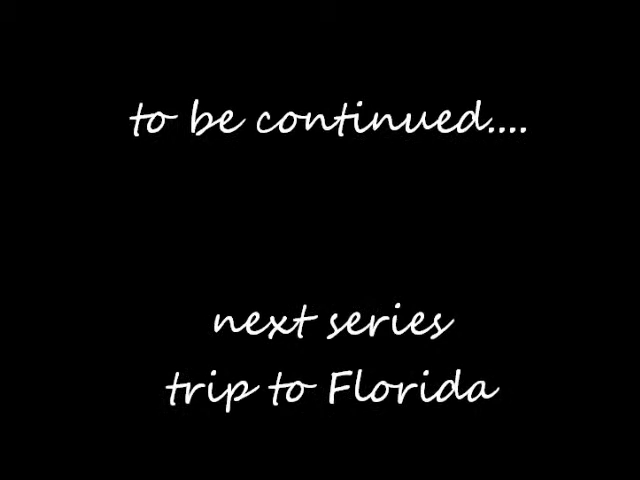 to be continued....
next series
trip to Florida